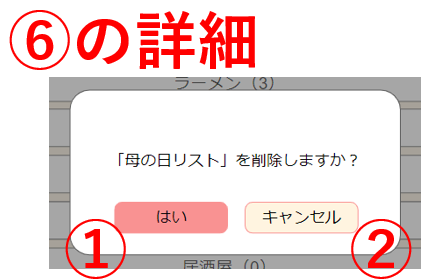 ⑥の詳細
ラーメン（3）
「母の日リスト」を削除しますか？
はい
キャンセル
①
②
居酒屋（0）